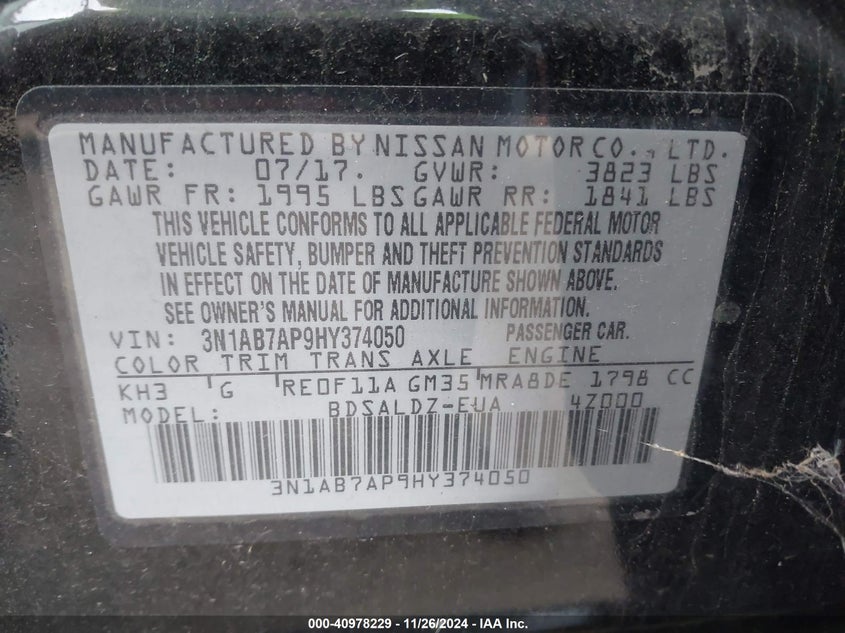 MANUFACTURED BY NISSAN MOTOR CO., LTD.
DATE: 07/17. GVWR: 3823 LBS
GAWR FR: 1995 LBS GAWR RR: 1841 LBS
THIS VEHICLE CONFORMS TO ALL APPLICABLE FEDERAL MOTOR
VEHICLE SAFETY, BUMPER AND THEFT PREVENTION STANDARDS
IN EFFECT ON THE DATE OF MANUFACTURE SHOWN ABOVE.
SEE OWNER'S MANUAL FOR ADDITIONAL INFORMATION.
VIN: 3N1AB7AP9HY374050 PASSENGER CAR.
COLOR TRIM TRANS AXLE ENGINE
KH3 G RE0F11A GM35 MRA8DE 1798 CC
MODEL: BDSALDZ-EUA 4Z000
3N1AB7AP9HY374050
000-40978229 - 11/26/2024 - IAA Inc.